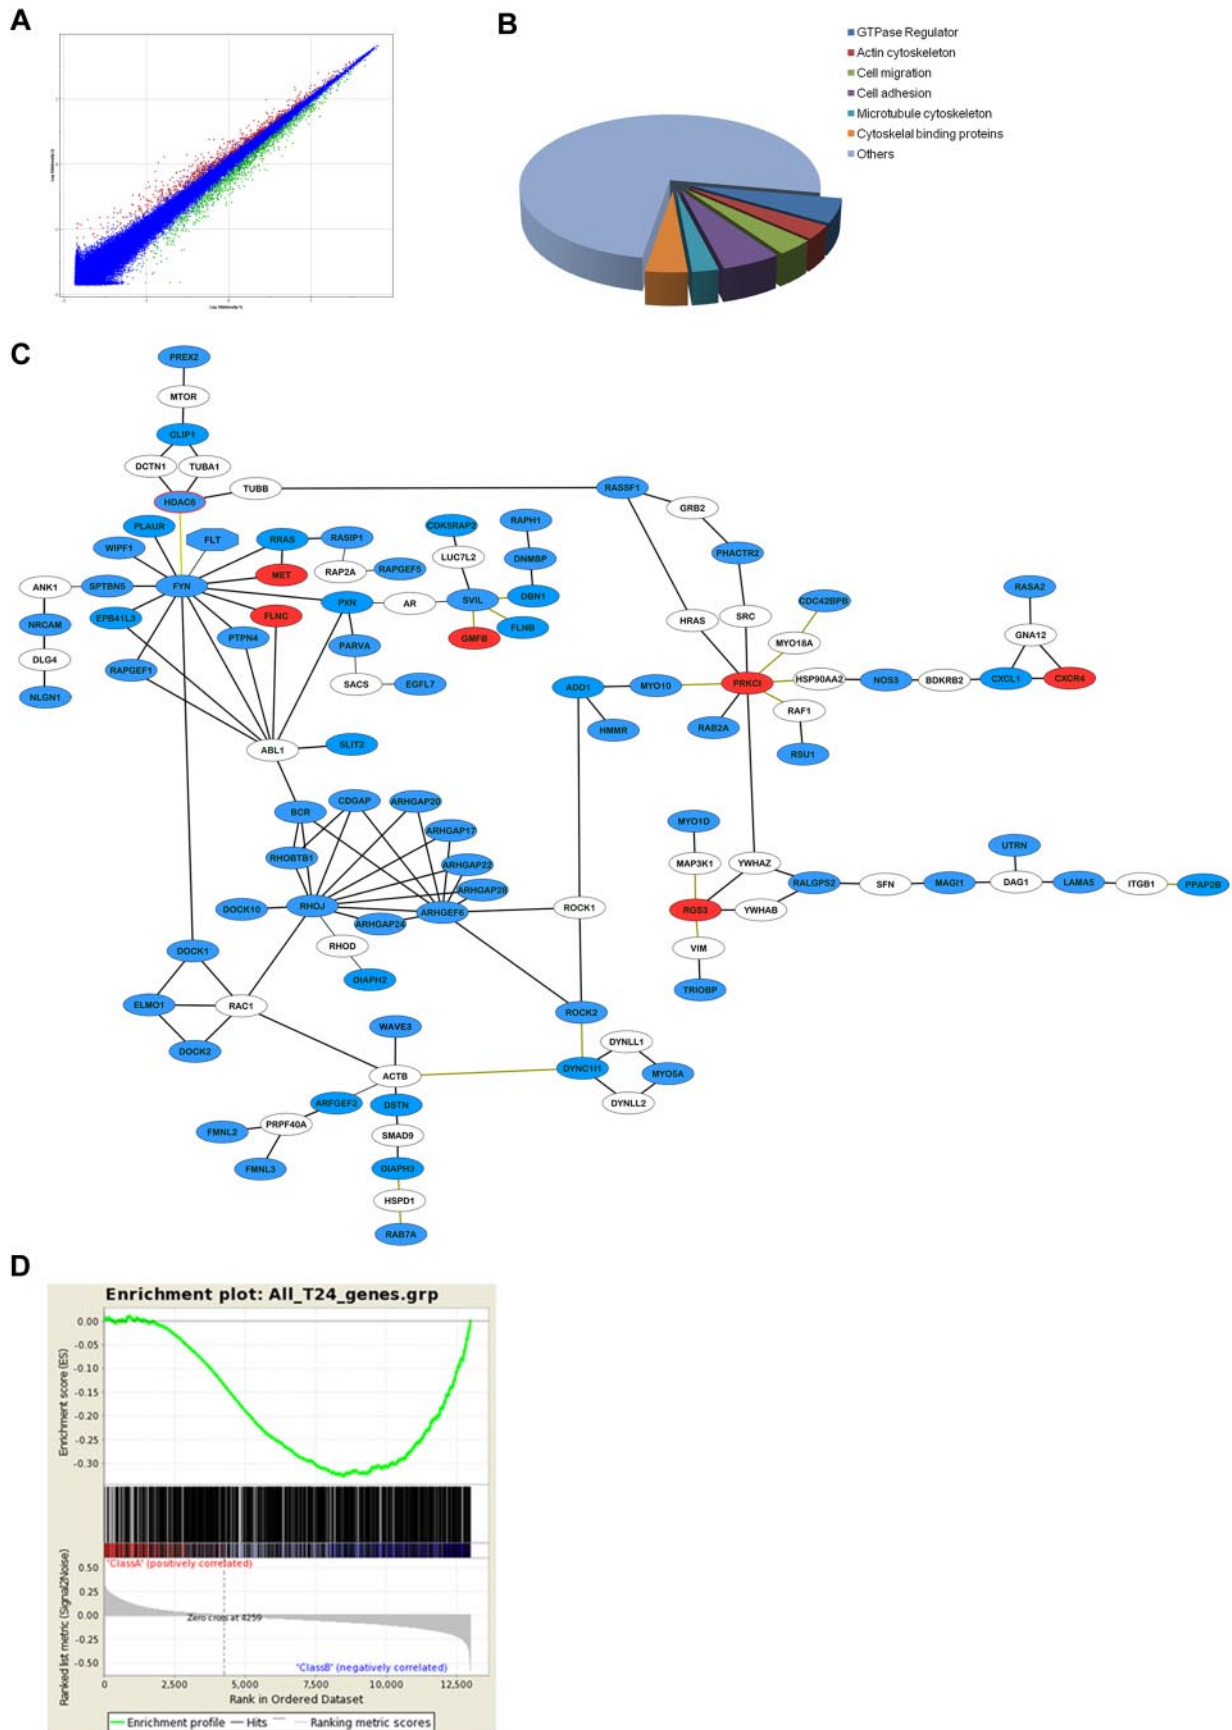 A
B
GTPase Regulator
Actin cytoskeleton
Cell migration
Cell adhesion
Microtubule cytoskeleton
Cytoskelal binding proteins
Others
C
PREX2
MTOR
CLIP1
DCTN1
TUBA1
HDAC6
TUBB
RASSF1
GRB2
PLAUR
FLT
RRAS
RASIP1
CDK5RAP2
RAPH1
WIPF1
LUC7L2
DNMBP
PHACTR2
ANK1
SPTBN5
FYN
MET
RAP2A
RAPGEF5
RASA2
NRCAM
EPB41L3
FLNC
PXN
AR
SVIL
DBN1
CDC42BPB
PTPN4
GMFB
FLNB
HRAS
SRC
GNA12
DLG4
RAPGEF1
PARVA
MYO18A
NLGN1
SACS
EGFL7
ADD1
MYO10
PRKCI
HSP90AA2
NOS3
BDKRB2
CXCL1
CXCR4
ABL1
SLIT2
HMMR
RAB2A
RAF1
RSU1
BCR
CDGAP
ARHGAP20
MYO1D
ARHGAP17
RHOBTB1
ARHGAP22
MAP3K1
YWHAZ
UTRN
ARHGAP28
RALGPS2
SFN
MAGI1
DAG1
LAMA5
ITGB1
PPAP2B
DOCK10
RHOJ
ARHGEF6
ROCK1
RGS3
YWHAB
ARHGAP24
DOCK1
RHOD
VIM
DIAPH2
TRIOBP
ELMO1
RAC1
ROCK2
WAVE3
DOCK2
DYNLL1
ACTB
DYNC1I1
MYO5A
ARFGEF2
DSTN
DYNLL2
FMNL2
PRPF40A
SMAD9
FMNL3
DIAPH3
HSPD1
RAB7A
D
Enrichment plot: All_T24_genes.grp
Enrichment score (ES)
0.00
-0.05
-0.10
-0.15
-0.20
-0.25
-0.30
'ClassA' (positively correlated)
Ranked list metric (Signal2Noise)
0.50
0.25
0.00
-0.25
-0.50
Zero cross at 4259
'ClassB' (negatively correlated)
0
2,500
5,000
7,500
10,000
12,500
Rank in Ordered Dataset
Enrichment profile
Hits
Ranking metric scores